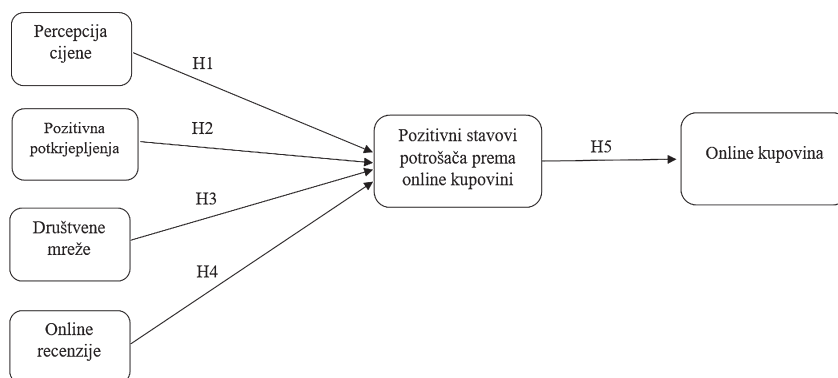 Percepcija
cijene
H1
Pozitivna
potkrjepljenja
H2
Društvene
mreže
H3
Online
recenzije
H4
Pozitivni stavovi
potrošača prema
online kupovini
H5
Online kupovina